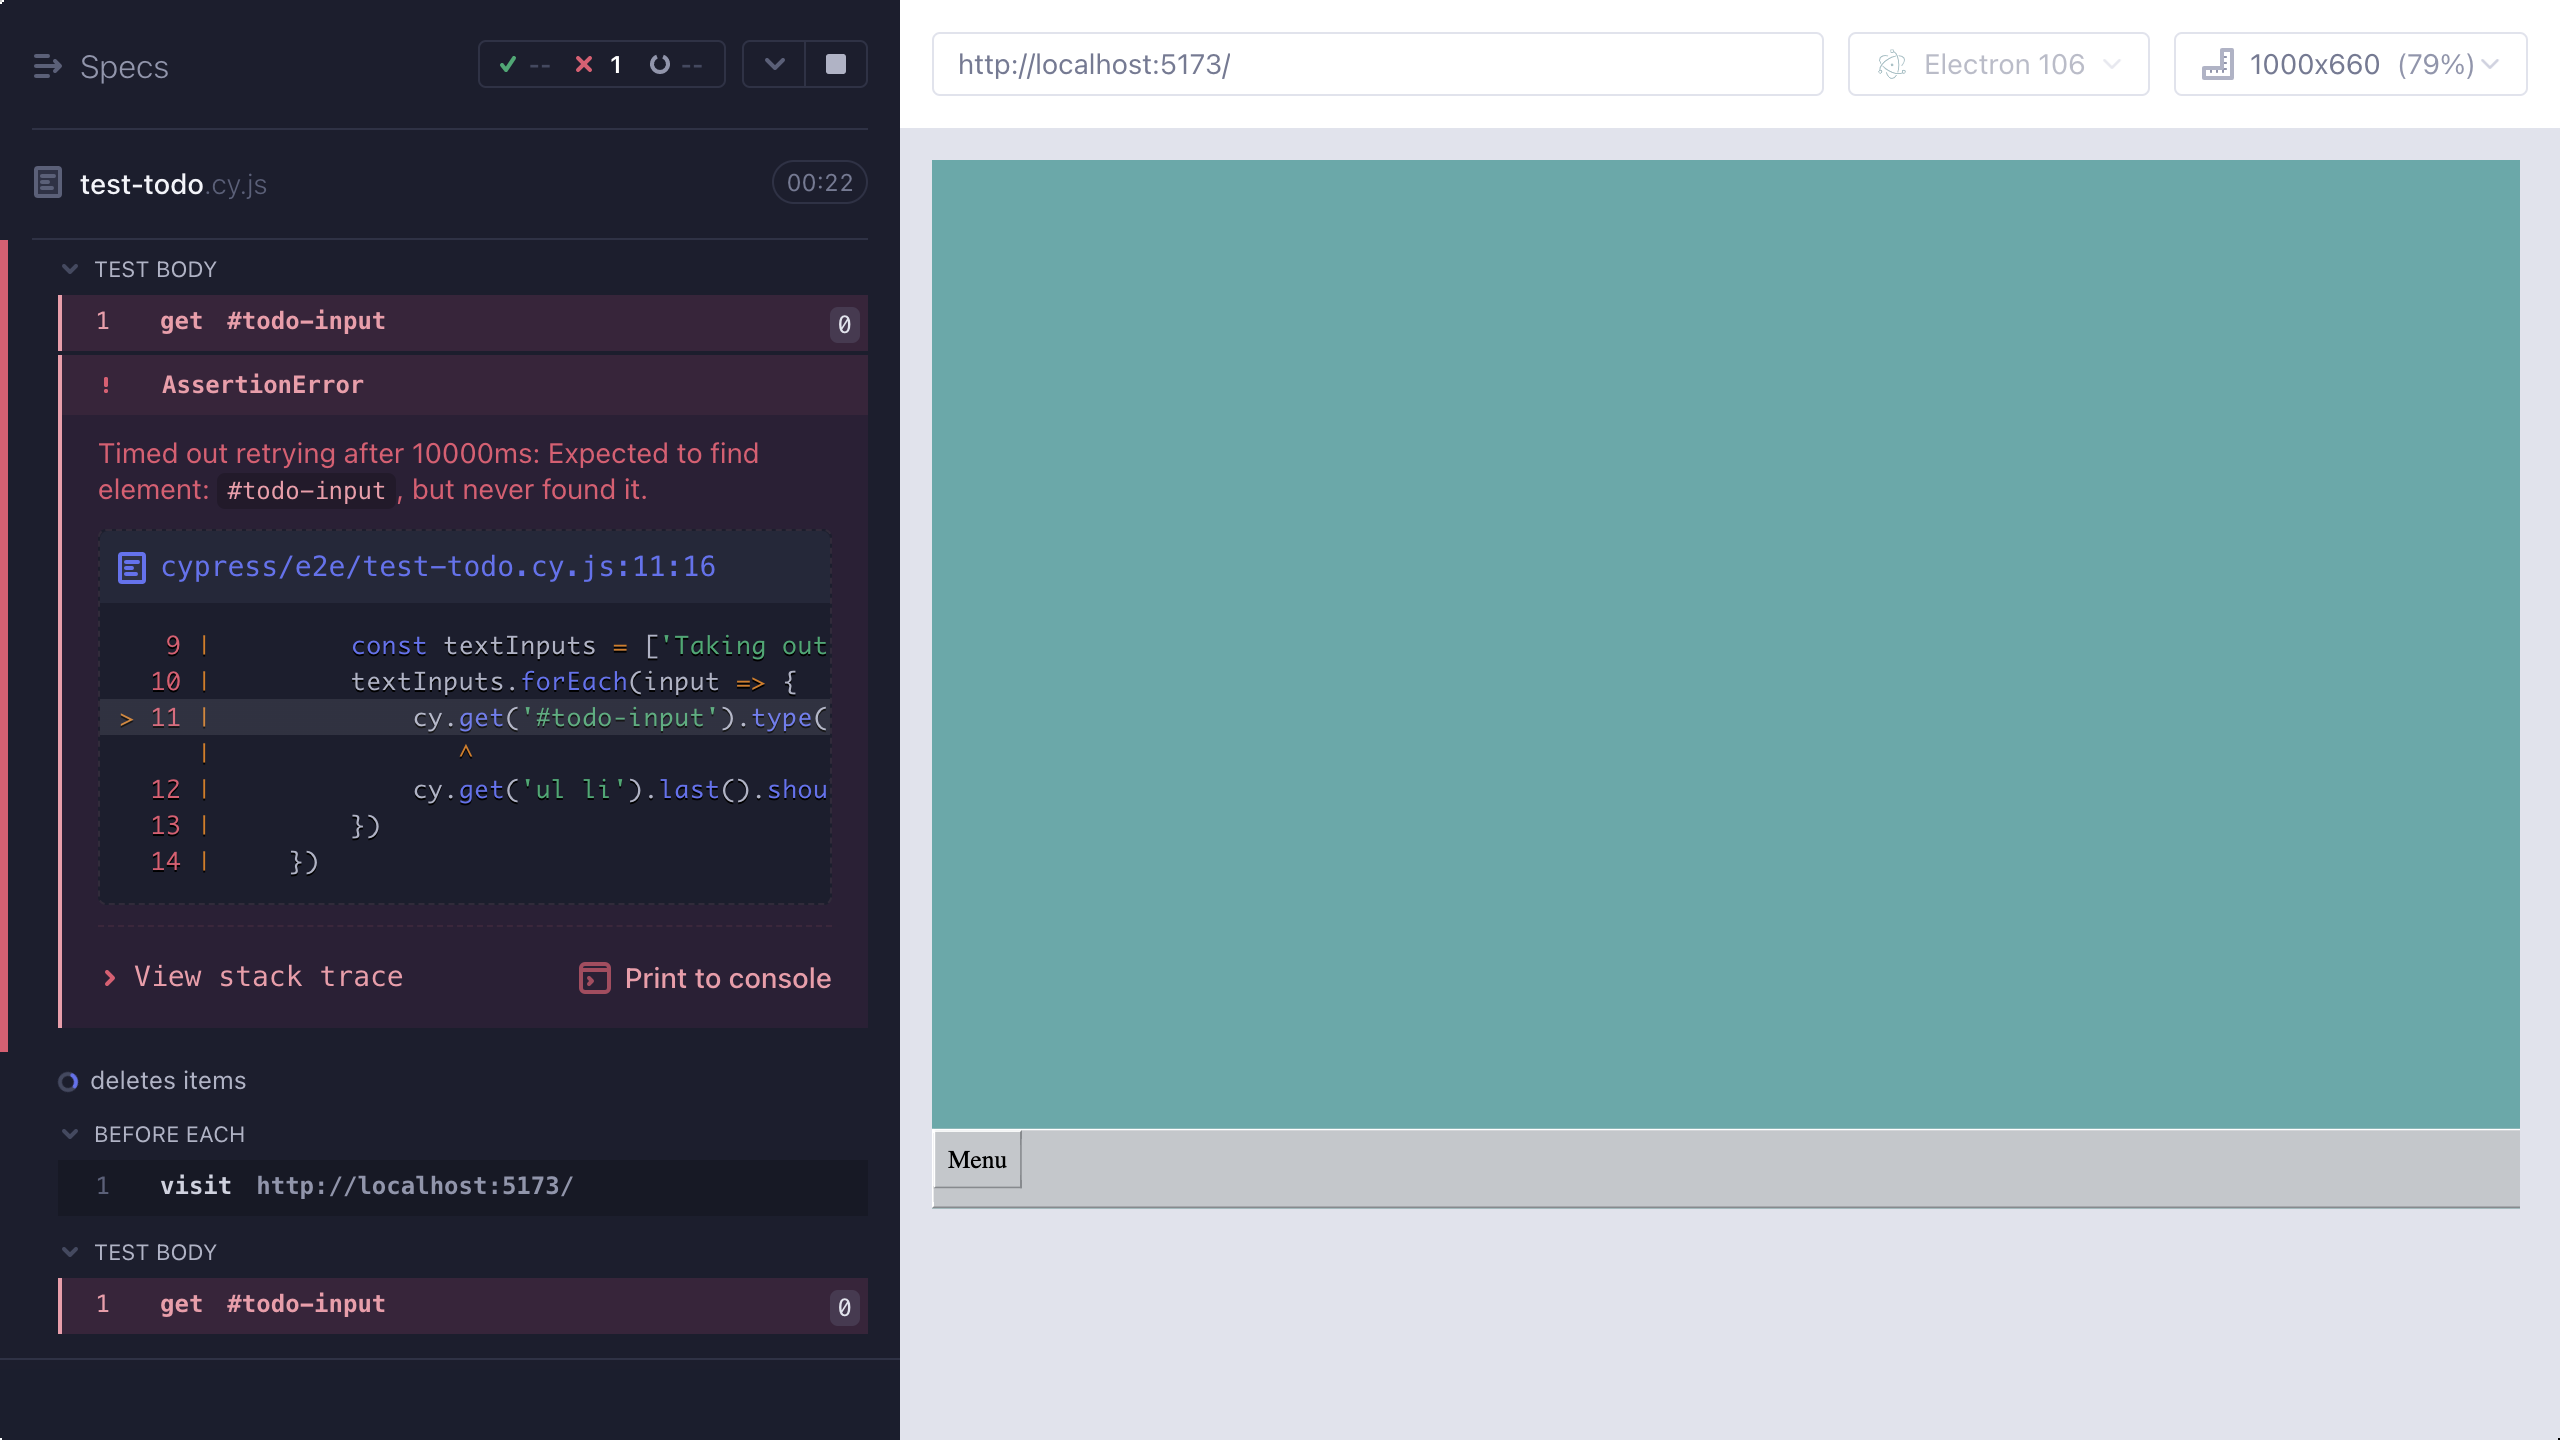 Specs
-- 1 --
test-todo.cy.js
00:22
TEST BODY
1 get #todo-input 0
! AssertionError
Timed out retrying after 10000ms: Expected to find
element: #todo-input , but never found it.
cypress/e2e/test-todo.cy.js:11:16
9 | const textInputs = ['Taking out
10 | textInputs.forEach(input => {
> 11 | cy.get('#todo-input').type(
| ^
12 | cy.get('ul li').last().shou
13 | })
14 | })
View stack trace
Print to console
deletes items
BEFORE EACH
1 visit http://localhost:5173/
TEST BODY
1 get #todo-input 0
http://localhost:5173/
Electron 106
1000x660 (79%)
Menu